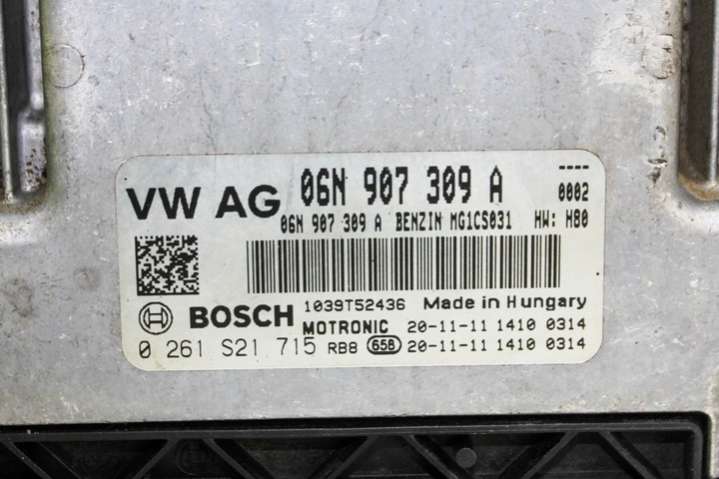 VW AG 06N 907 309 A ----
0002
06N 907 309 A BENZIN MG1CS031 HW: H80
BOSCH 1039T52436 Made in Hungary
MOTRONIC 20-11-11 1410 0314
0 261 S21 715 RB8 658 20-11-11 1410 0314